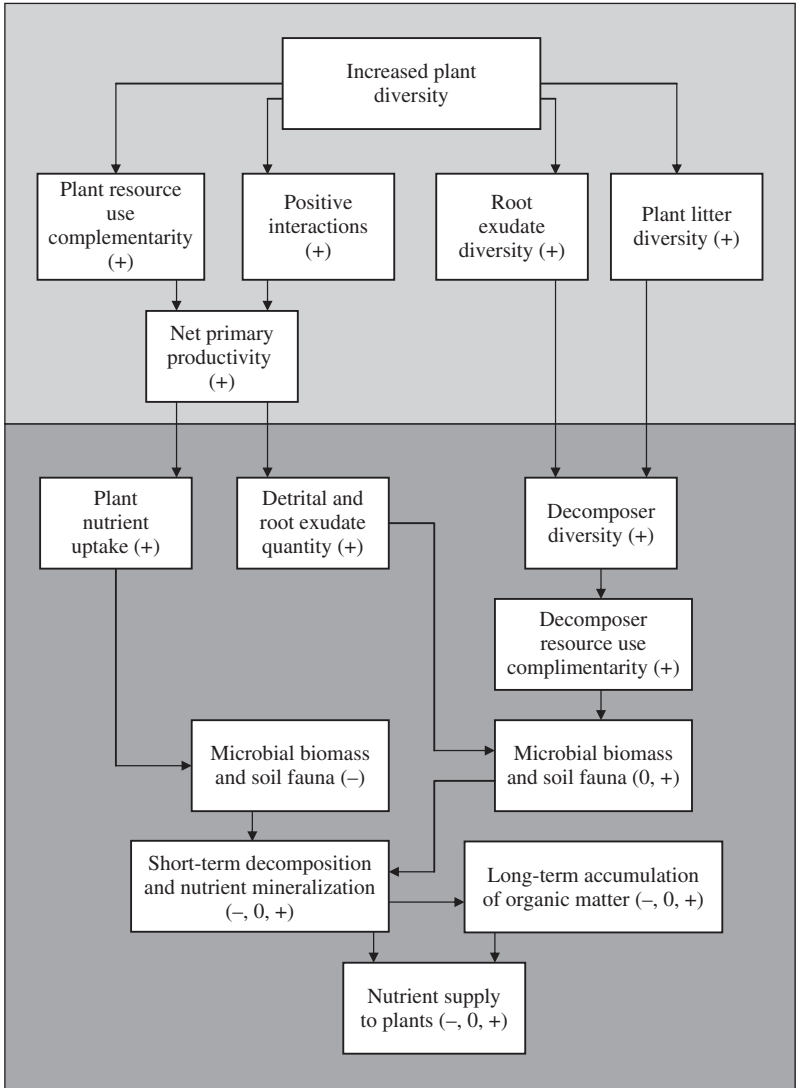 Increased plant
diversity
Plant resource
use
complementarity
(+)
Positive
interactions
(+)
Root
exudate
diversity (+)
Plant litter
diversity (+)
Net primary
productivity
(+)
Plant
nutrient
uptake (+)
Detrital and
root exudate
quantity (+)
Decomposer
diversity (+)
Decomposer
resource use
complimentarity (+)
Microbial biomass
and soil fauna (–)
Microbial biomass
and soil fauna (0, +)
Short-term decomposition
and nutrient mineralization
(–, 0, +)
Long-term accumulation
of organic matter (–, 0, +)
Nutrient supply
to plants (–, 0, +)